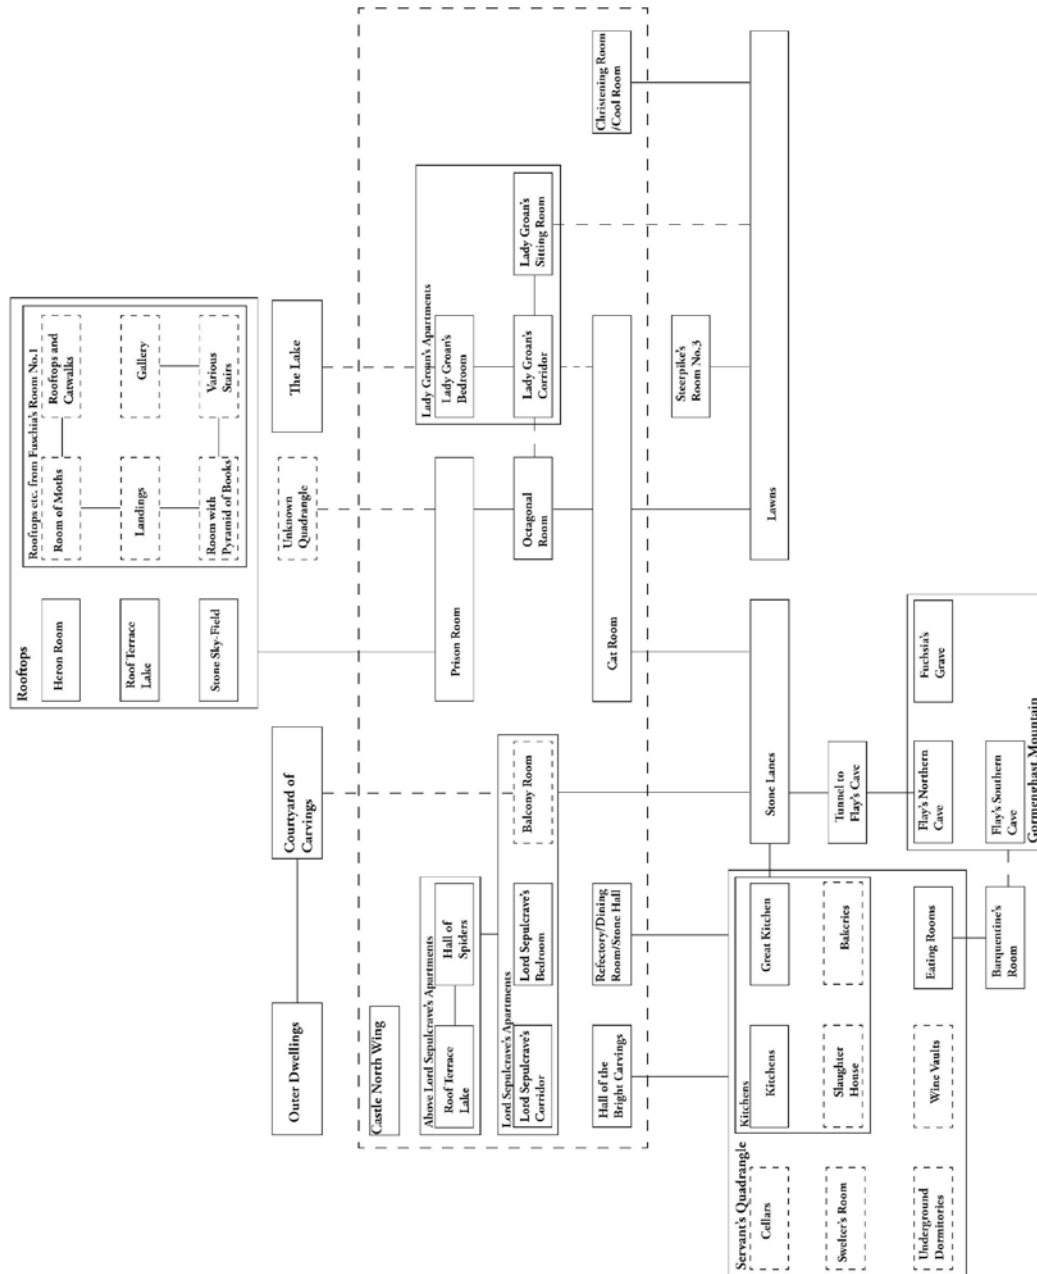 Rooftops
Rooftops etc. from Fuschia's Room No.1
Heron Room
Room of Moths
Rooftops and
Catwalks
Roof Terrace
Lake
Landings
Gallery
Stone Sky-Field
Room with
Pyramid of Books
Various
Stairs
Outer Dwellings
Courtyard of
Carvings
Unknown
Quadrangle
The Lake
Castle North Wing
Above Lord Sepulcrave's Apartments
Roof Terrace
Lake
Hall of
Spiders
Prison Room
Lady Groan's Apartments
Lady Groan's
Bedroom
Lord Sepulcrave's Apartments
Lord Sepulcrave's
Corridor
Lord Sepulcrave's
Bedroom
Balcony Room
Octagonal
Room
Lady Groan's
Corridor
Lady Groan's
Sitting Room
Hall of the
Bright Carvings
Refectory/Dining
Room/Stone Hall
Cat Room
Christening Room
/Cool Room
Steerpike's
Room No.3
Servant's Quadrangle
Kitchens
Cellars
Kitchens
Great Kitchen
Stone Lanes
Lawns
Swelter's Room
Slaughter
House
Bakeries
Tunnel to
Flay's Cave
Underground
Dormitories
Wine Vaults
Eating Rooms
Flay's Northern
Cave
Fuchsia's
Grave
Barquentine's
Room
Flay's Southern
Cave
Gormenghast Mountain